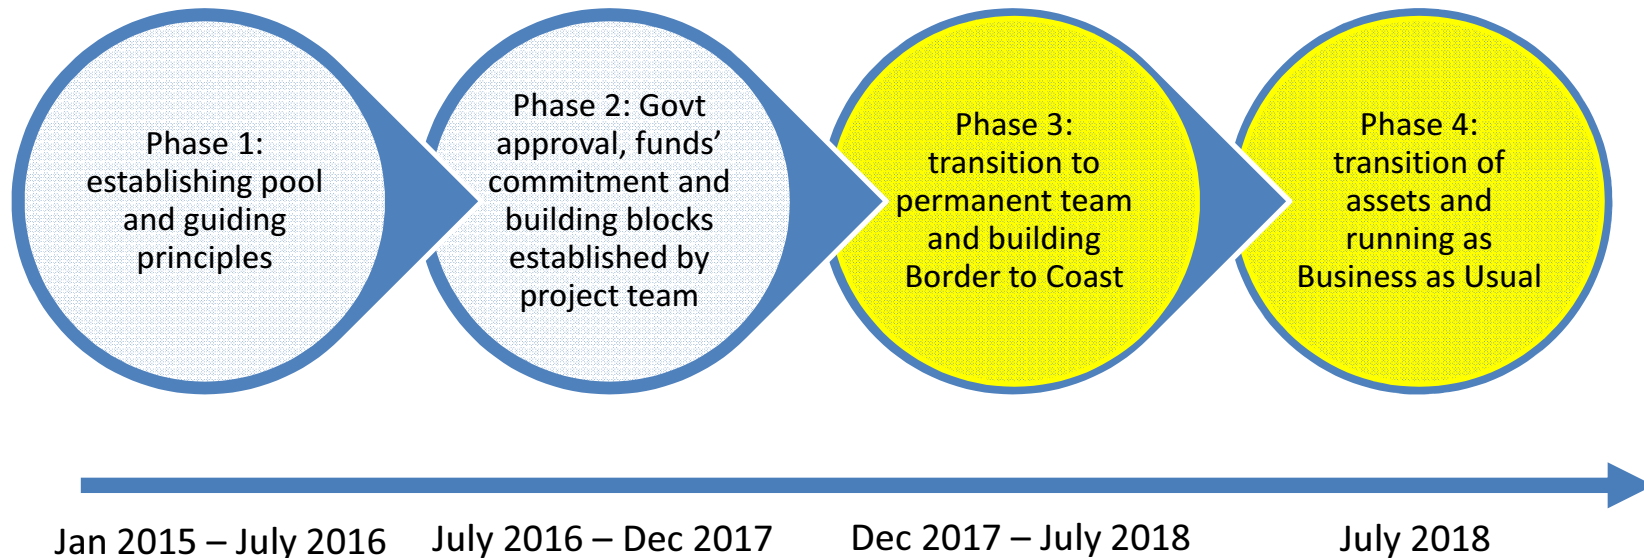 Phase 1:
establishing pool
and guiding
principles
Phase 2: Govt
approval, funds’
commitment and
building blocks
established by
project team
Phase 3:
transition to
permanent team
and building
Border to Coast
Phase 4:
transition of
assets and
running as
Business as Usual
Jan 2015 – July 2016
July 2016 – Dec 2017
Dec 2017 – July 2018
July 2018